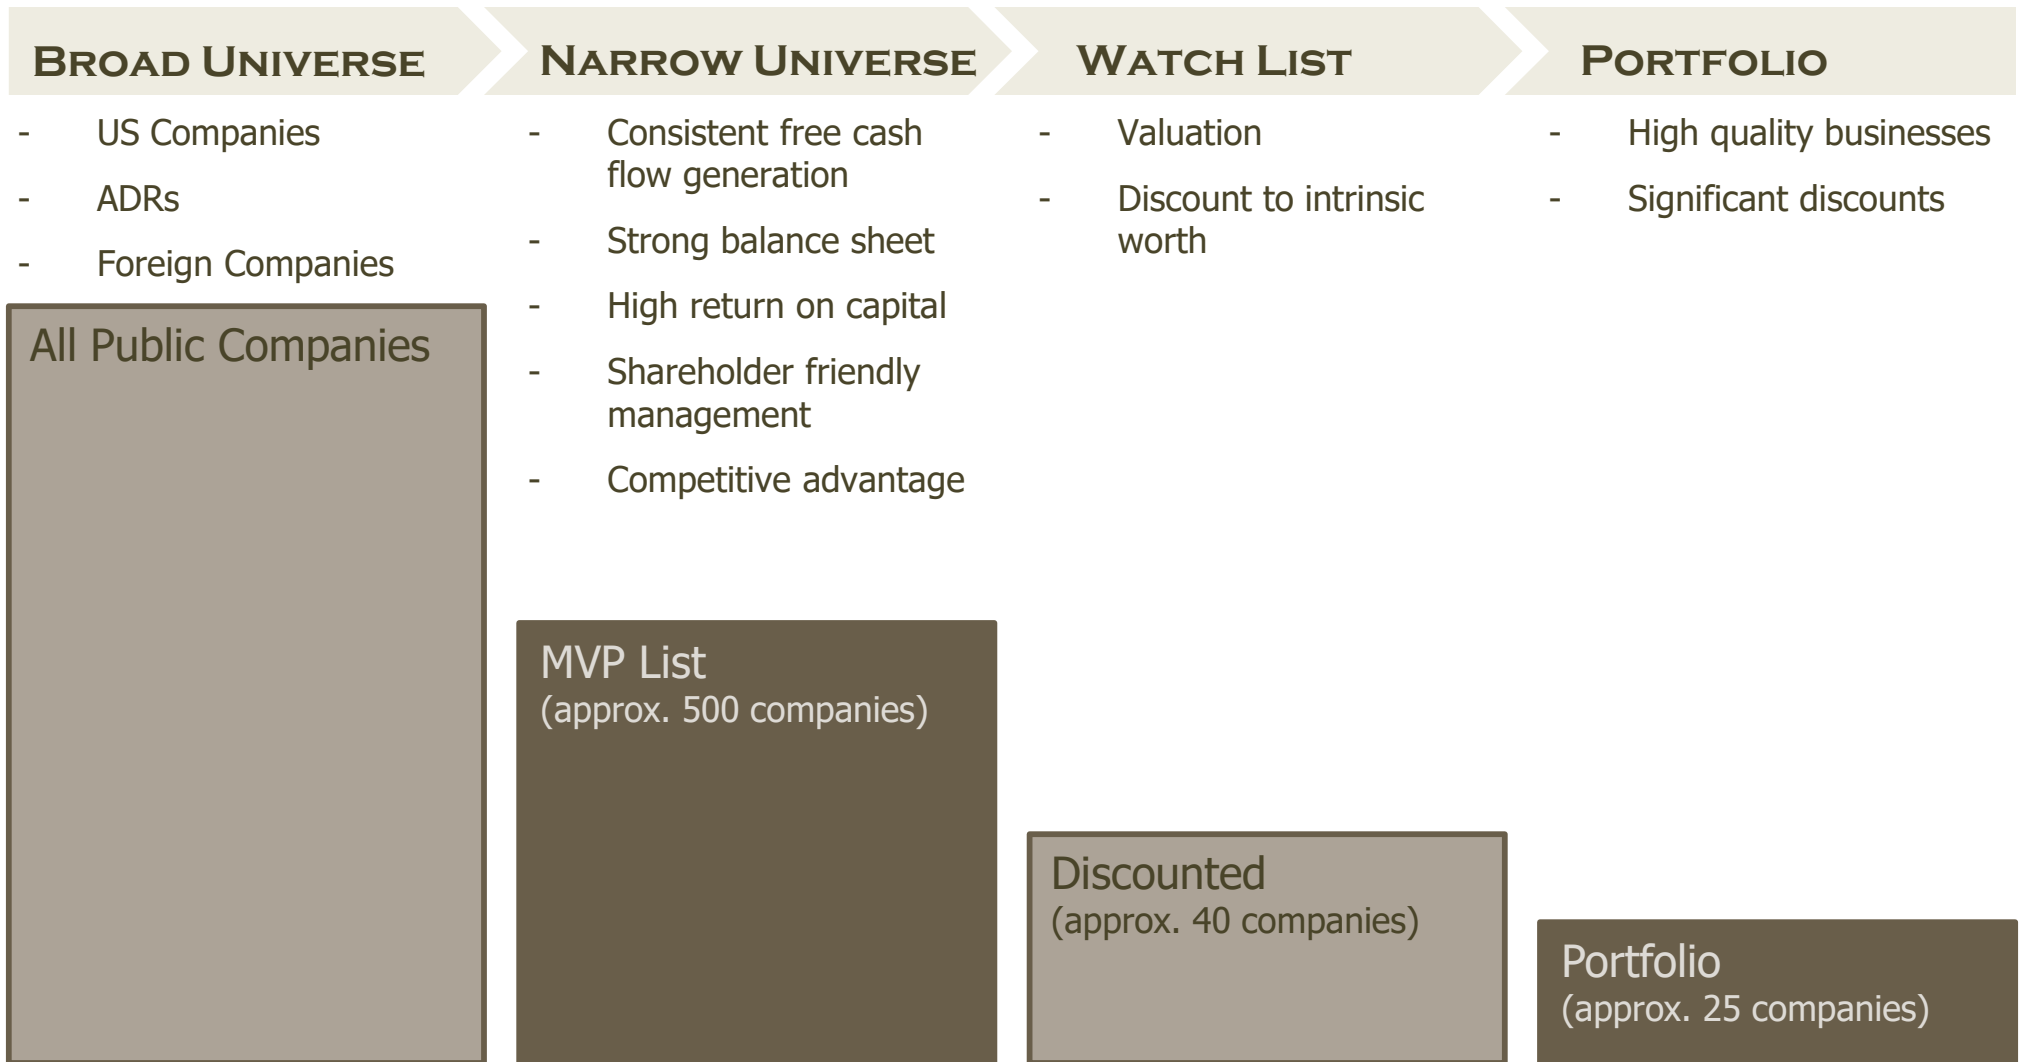 BROAD UNIVERSE
- US Companies
- ADRs
- Foreign Companies
All Public Companies
NARROW UNIVERSE
- Consistent free cash
flow generation
- Strong balance sheet
- High return on capital
- Shareholder friendly
management
- Competitive advantage
MVP List
(approx. 500 companies)
WATCH LIST
- Valuation
- Discount to intrinsic
worth
Discounted
(approx. 40 companies)
PORTFOLIO
- High quality businesses
- Significant discounts
Portfolio
(approx. 25 companies)